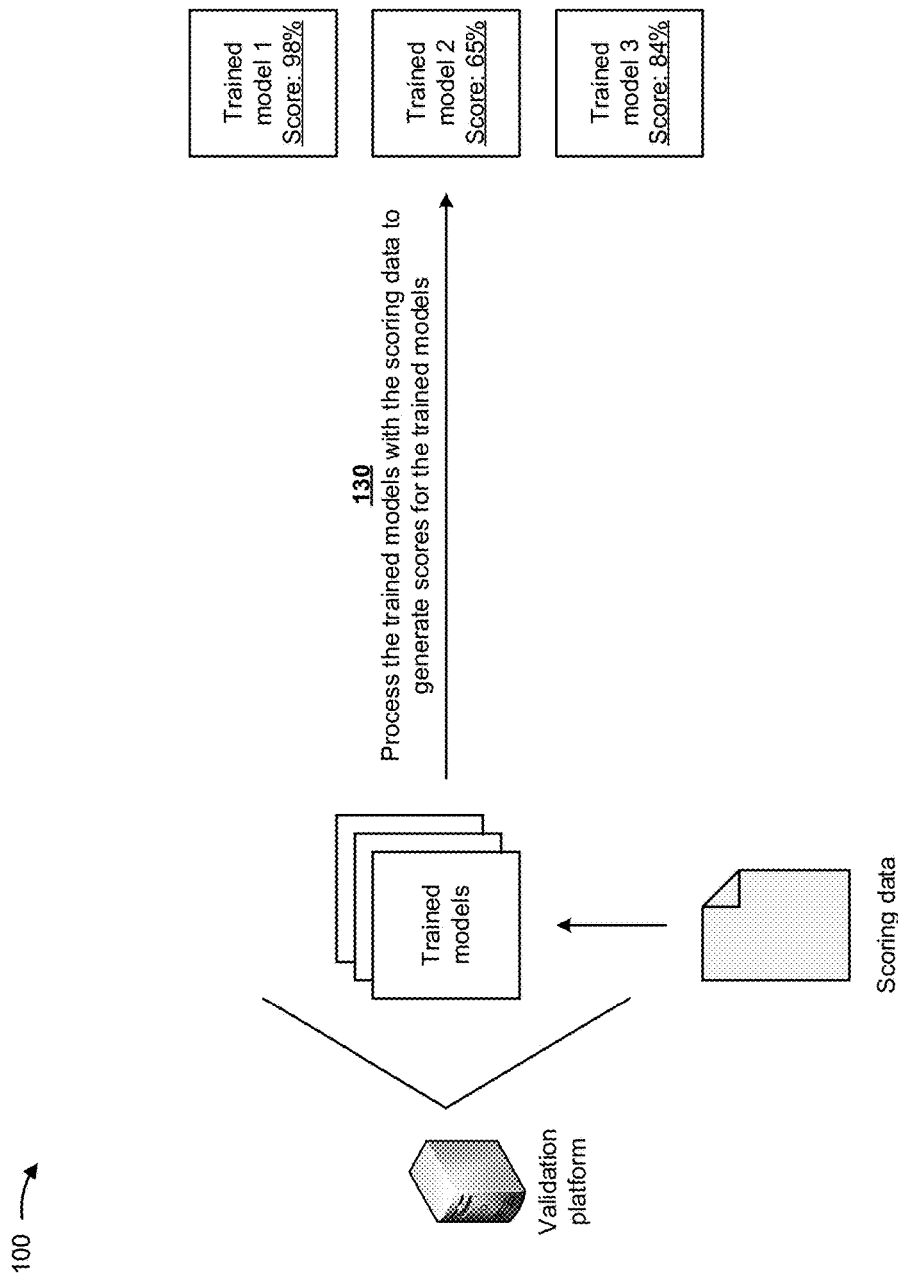 100
Validation
platform
Trained
models
Scoring data
130
Process the trained models with the scoring data to
generate scores for the trained models
Trained
model 1
Score: 98%
Trained
model 2
Score: 65%
Trained
model 3
Score: 84%